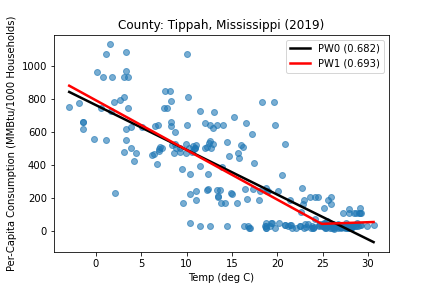 County: Tippah, Mississippi (2019)
PW0 (0.682)
PW1 (0.693)
Per-Capita Consumption (MMBtu/1000 Households)
1000
800
600
400
200
0
0 5 10 15 20 25 30
Temp (deg C)